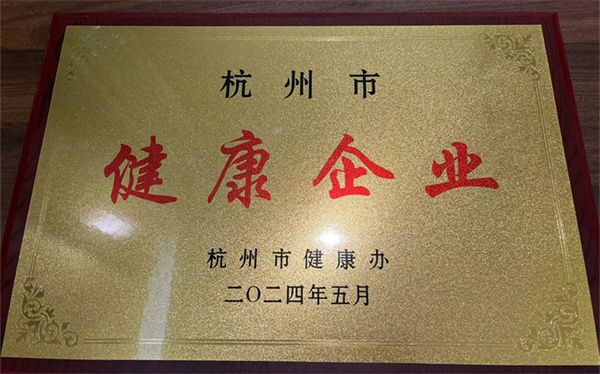 杭州市
健康企业
杭州市健康办
二〇二四年五月